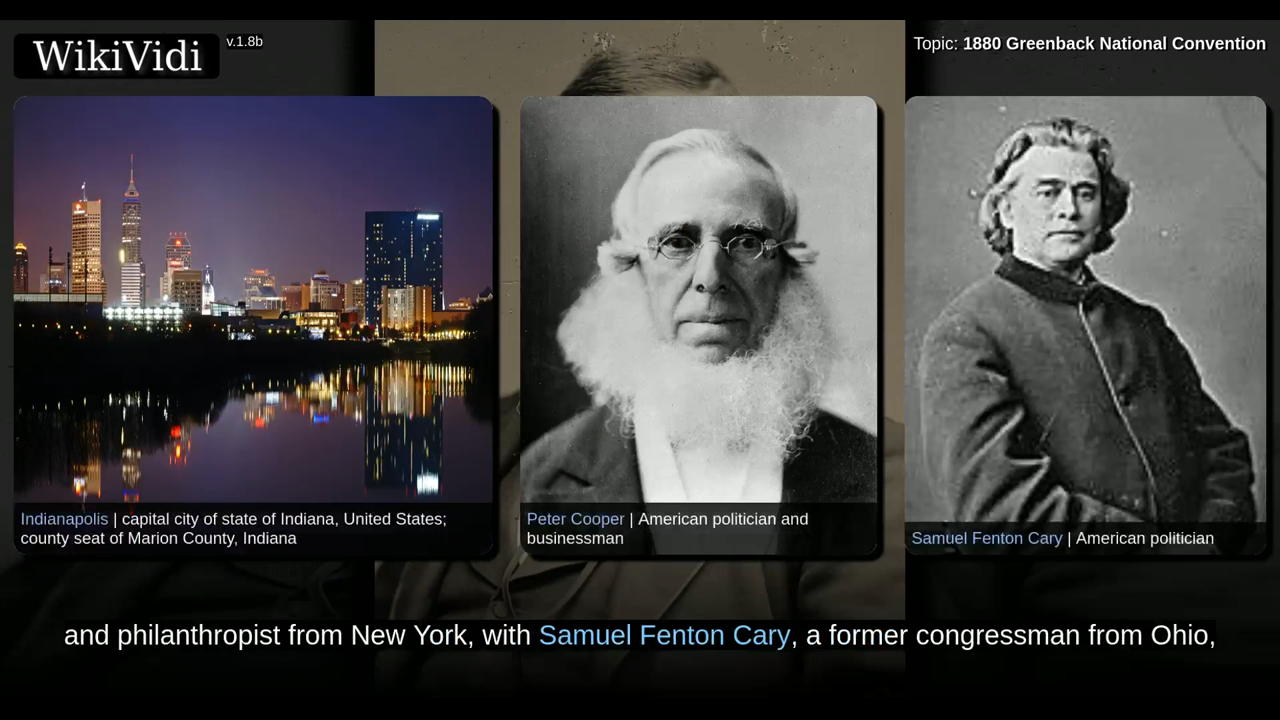 WikiVidi v.1.8b
Topic: 1880 Greenback National Convention
Indianapolis | capital city of state of Indiana, United States;
county seat of Marion County, Indiana
Peter Cooper | American politician and
businessman
Samuel Fenton Cary | American politician
and philanthropist from New York, with Samuel Fenton Cary, a former congressman from Ohio,